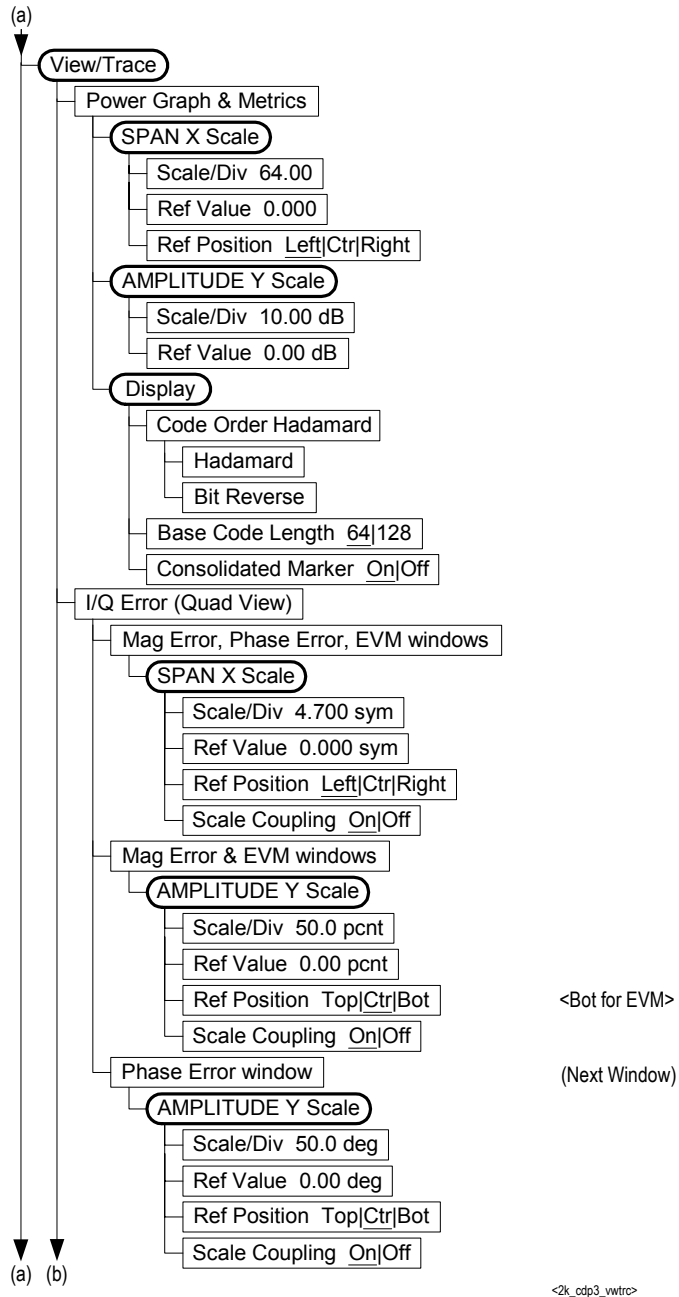 (a)
View/Trace
Power Graph & Metrics
SPAN X Scale
Scale/Div 64.00
Ref Value 0.000
Ref Position Left|Ctr|Right
AMPLITUDE Y Scale
Scale/Div 10.00 dB
Ref Value 0.00 dB
Display
Code Order Hadamard
Hadamard
Bit Reverse
Base Code Length 64|128
Consolidated Marker On|Off
I/Q Error (Quad View)
Mag Error, Phase Error, EVM windows
SPAN X Scale
Scale/Div 4.700 sym
Ref Value 0.000 sym
Ref Position Left|Ctr|Right
Scale Coupling On|Off
Mag Error & EVM windows
AMPLITUDE Y Scale
Scale/Div 50.0 pcnt
Ref Value 0.00 pcnt
Ref Position Top|Ctr|Bot <Bot for EVM>
Scale Coupling On|Off
Phase Error window (Next Window)
AMPLITUDE Y Scale
Scale/Div 50.0 deg
Ref Value 0.00 deg
Ref Position Top|Ctr|Bot
Scale Coupling On|Off
(a) (b)
<2k_cdp3_vwtrc>